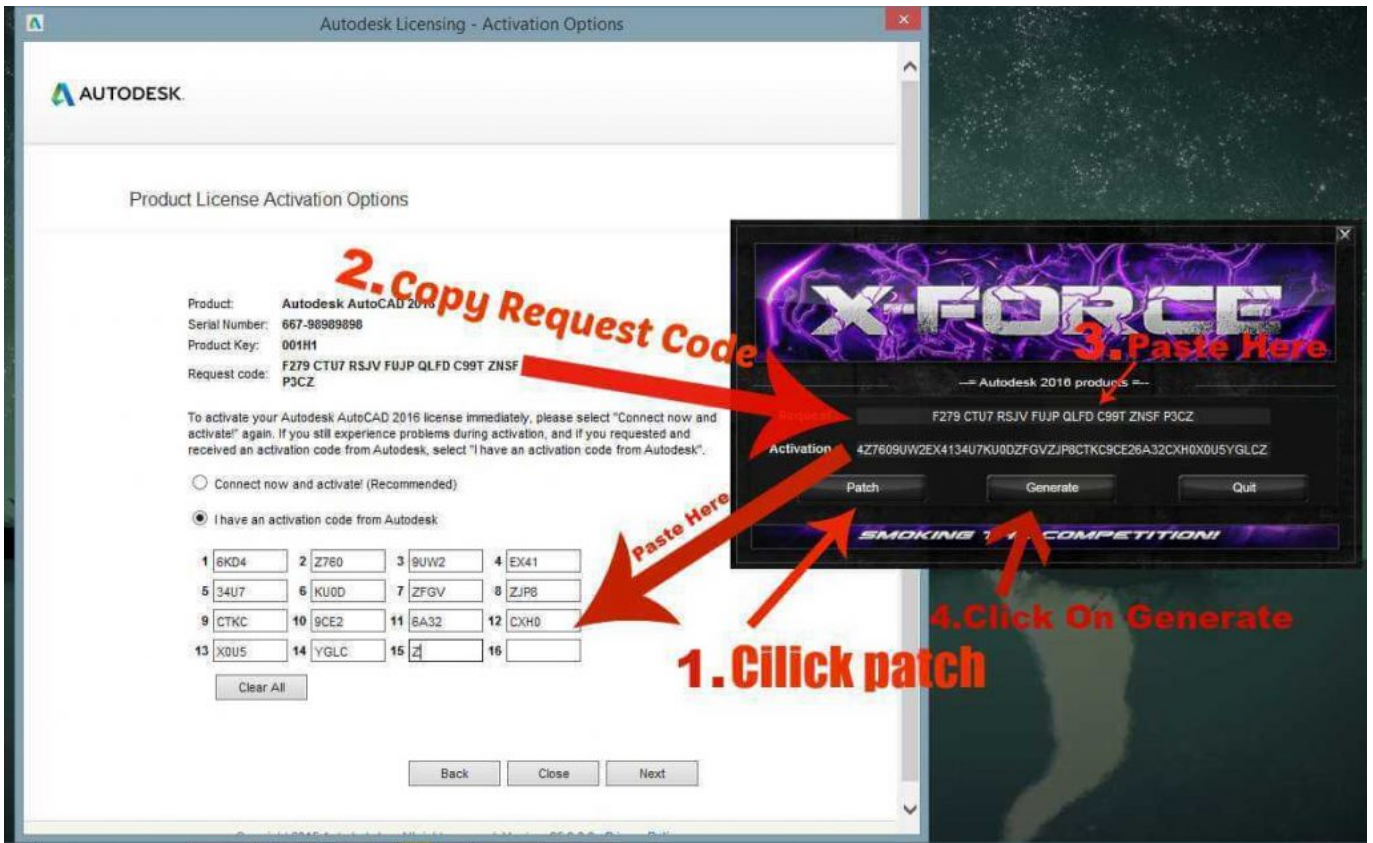 Autodesk Licensing - Activation Options
AUTODESK.
Product License Activation Options
Product: Autodesk AutoCAD
Serial Number: 667-98989898
Product Key: 001H1
Request code: F279 CTU7 RSJV FUJP QLFD C99T ZNSF
P3CZ
To activate your Autodesk AutoCAD 2016 license immediately, please select "Connect now and
activate!" again. If you still experience problems during activation, and if you requested and
received an activation code from Autodesk, select "I have an activation code from Autodesk".
Connect now and activate! (Recommended)
I have an activation code from Autodesk
1 6KD4 2 Z760 3 9UW2 4 EX41
5 34U7 6 KU0D 7 ZFGV 8 ZJP8
9 CTKC 10 9CE2 11 6A32 12 CXH0
13 X0U5 14 YGLC 15 Z 16
Clear All
Back Close Next
2.Copy Request Code
X-FORCE
3.Paste Here
--= Autodesk 2016 products =--
Request F279 CTU7 RSJV FUJP QLFD C99T ZNSF P3CZ
Activation 4Z7609UW2EX4134U7KU0DZFGVZJP8CTKC9CE26A32CXH0X0U5YGLCZ
Patch Generate Quit
SMOKING THE COMPETITION!
Paste Here
4.Click On Generate
1.Cilick patch